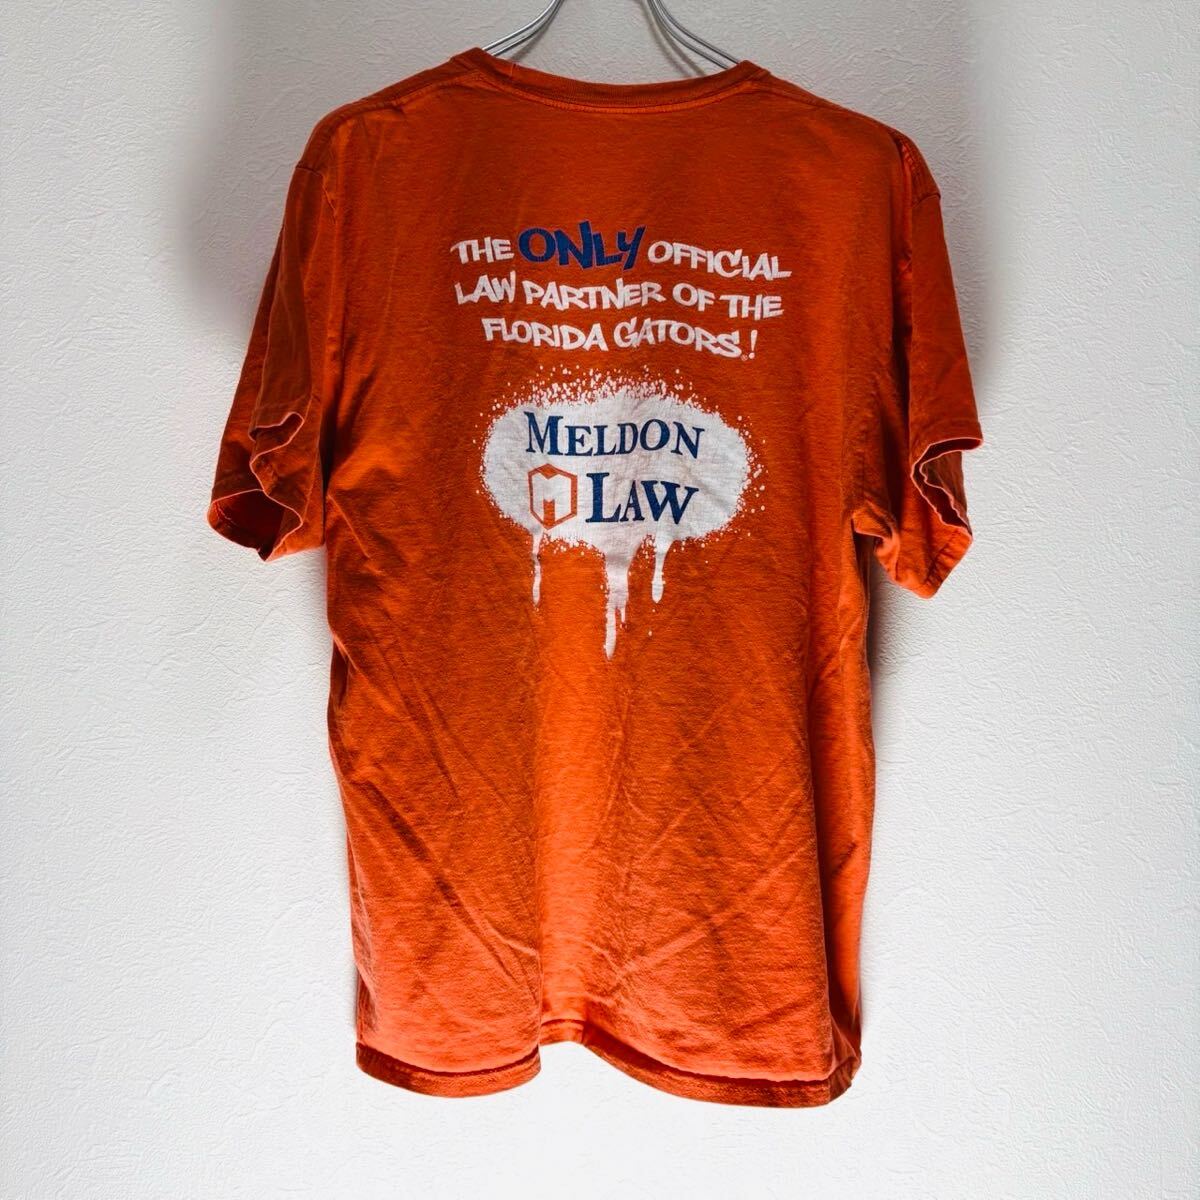 THE ONLY OFFICIAL
LAW PARTNER OF THE
FLORIDA GATORS®!
MELDON
M LAW